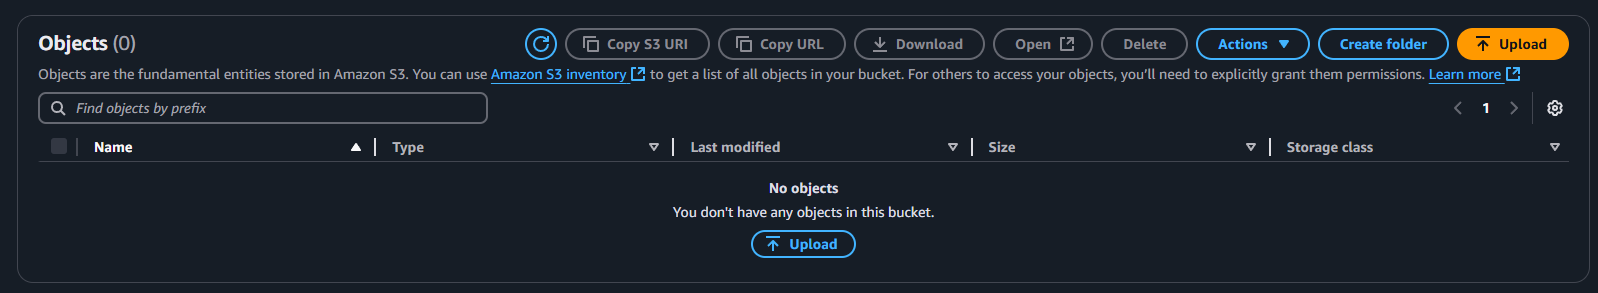 Objects (0)
Copy S3 URI
Copy URL
Download
Open
Delete
Actions
Create folder
Upload
Objects are the fundamental entities stored in Amazon S3. You can use Amazon S3 inventory to get a list of all objects in your bucket. For others to access your objects, you’ll need to explicitly grant them permissions. Learn more
Find objects by prefix
1
Name
Type
Last modified
Size
Storage class
No objects
You don't have any objects in this bucket.
Upload